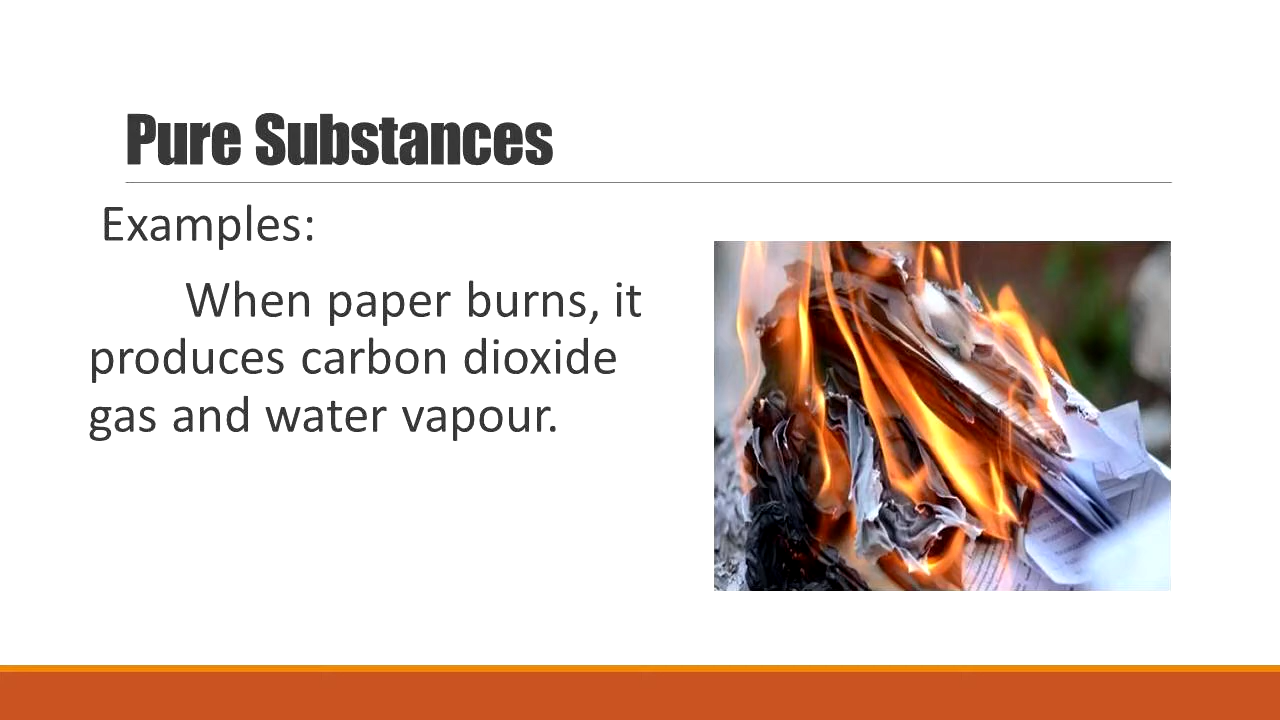 Pure Substances
Examples:
When paper burns, it
produces carbon dioxide
gas and water vapour.